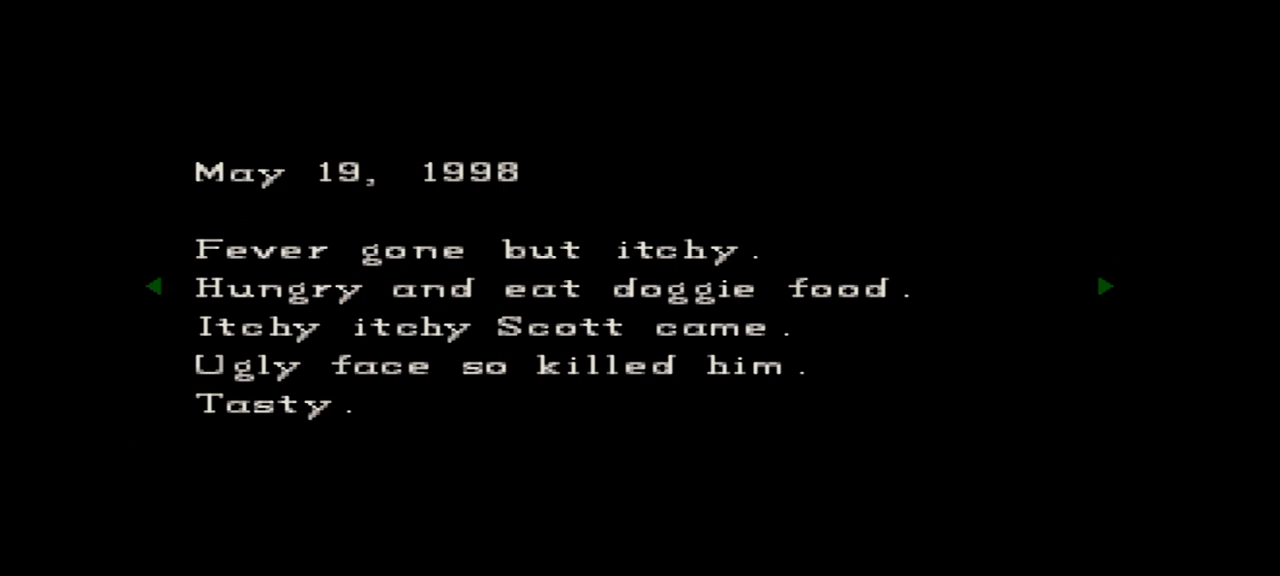 May 19, 1998
Fever gone but itchy.
Hungry and eat doggie food.
Itchy itchy Scott came.
Ugly face so killed him.
Tasty.